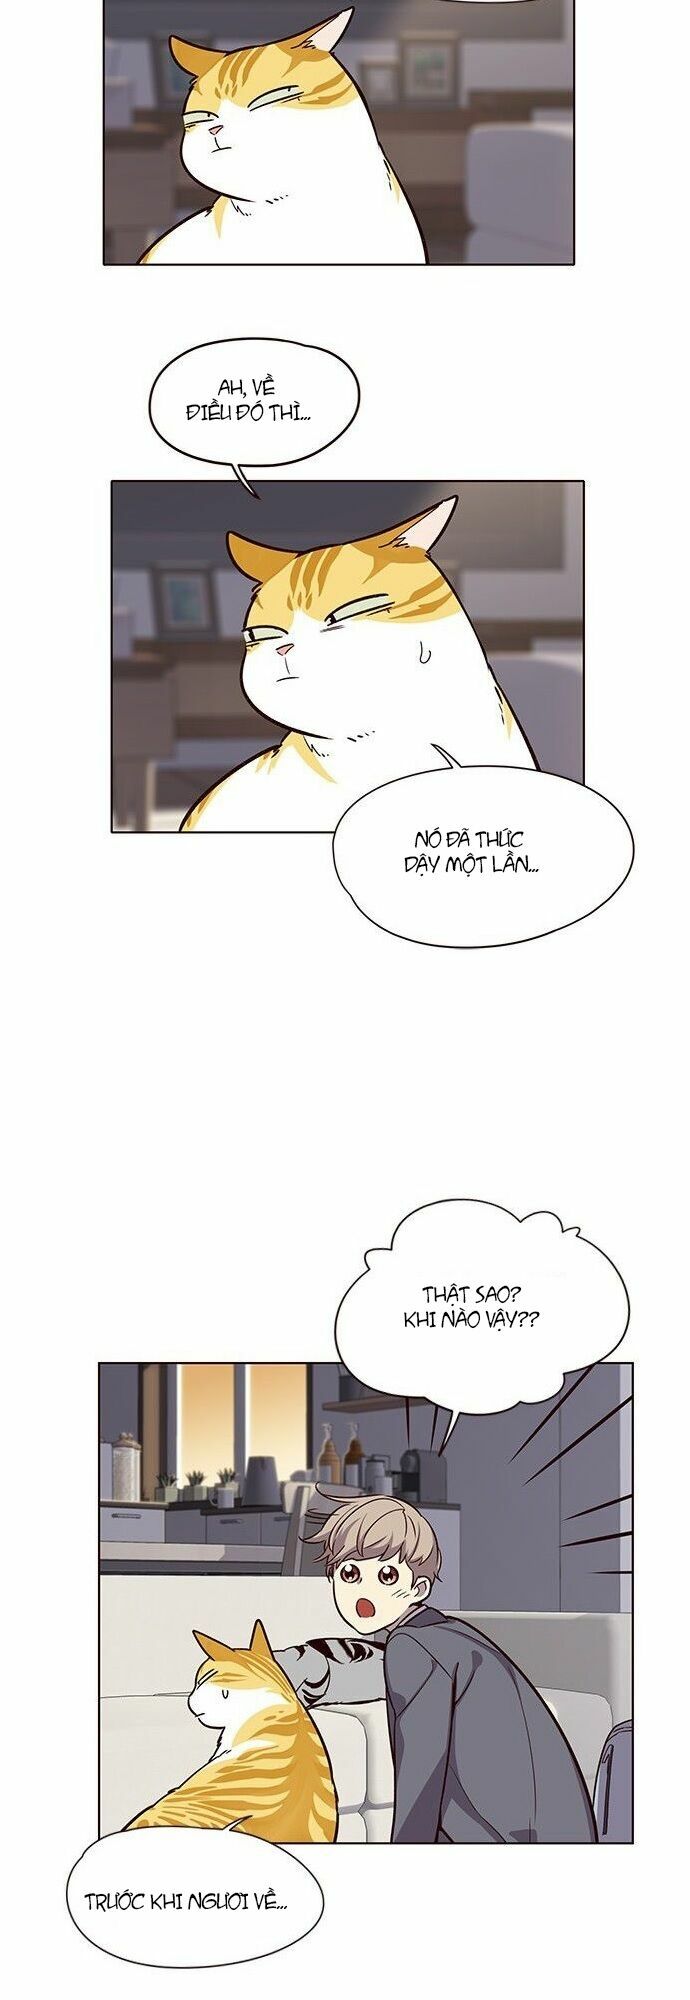 AH, VỀ
ĐIỀU ĐÓ THÌ...
NÓ ĐÃ THỨC
DẬY MỘT LẦN...
THẬT SAO?
KHI NÀO VẬY??
TRƯỚC KHI NGƯƠI VỀ...